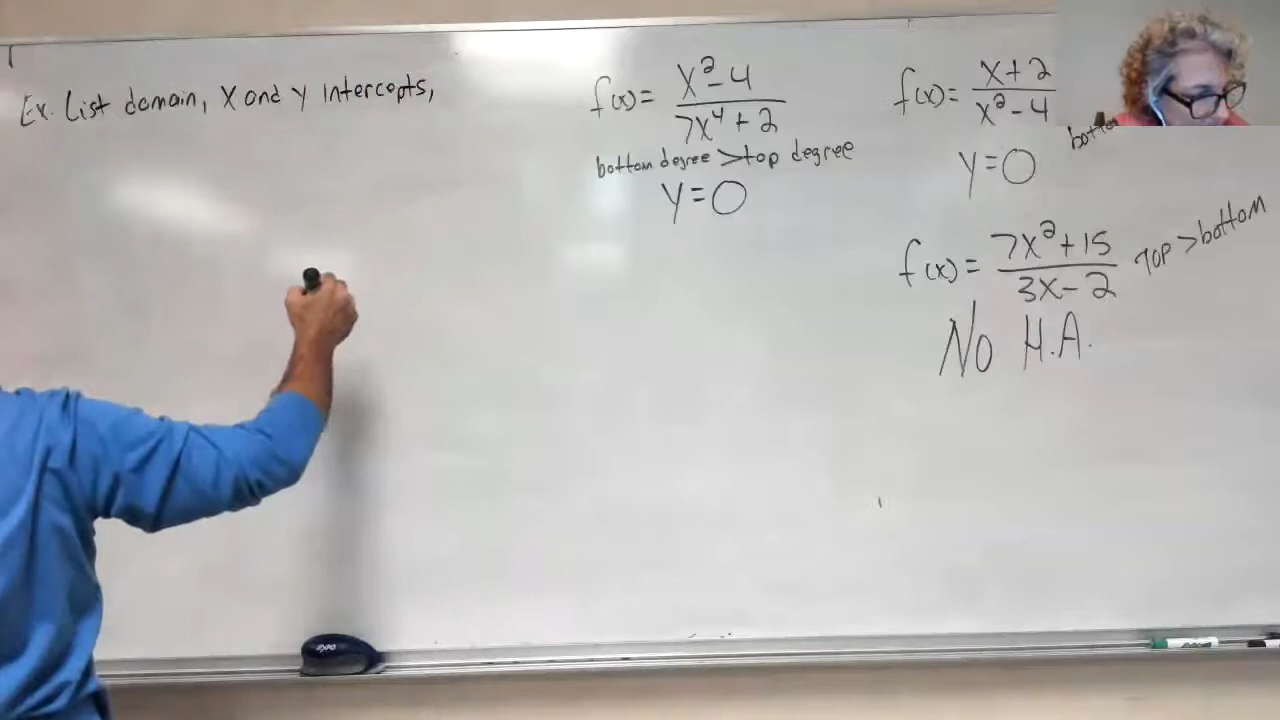 Ex. List domain, X and Y Intercepts,
f(x) = x²-4 / 7x⁴+2
bottom degree > top degree
y=0
f(x) = x+2 / x²-4
y=0
f(x) = 7x²+15 / 3x-2
Top > bottom
No H.A.
EXPO